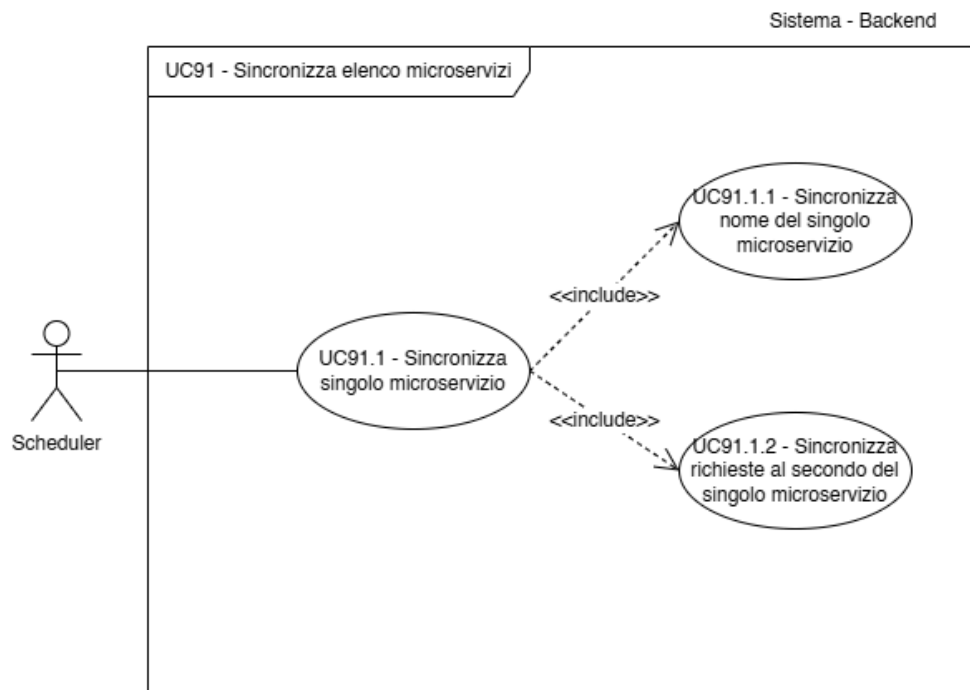 Sistema - Backend
UC91 - Sincronizza elenco microservizi
UC91.1.1 - Sincronizza
nome del singolo
microservizio
<<include>>
UC91.1 - Sincronizza
singolo microservizio
<<include>>
Scheduler
UC91.1.2 - Sincronizza
richieste al secondo del
singolo microservizio